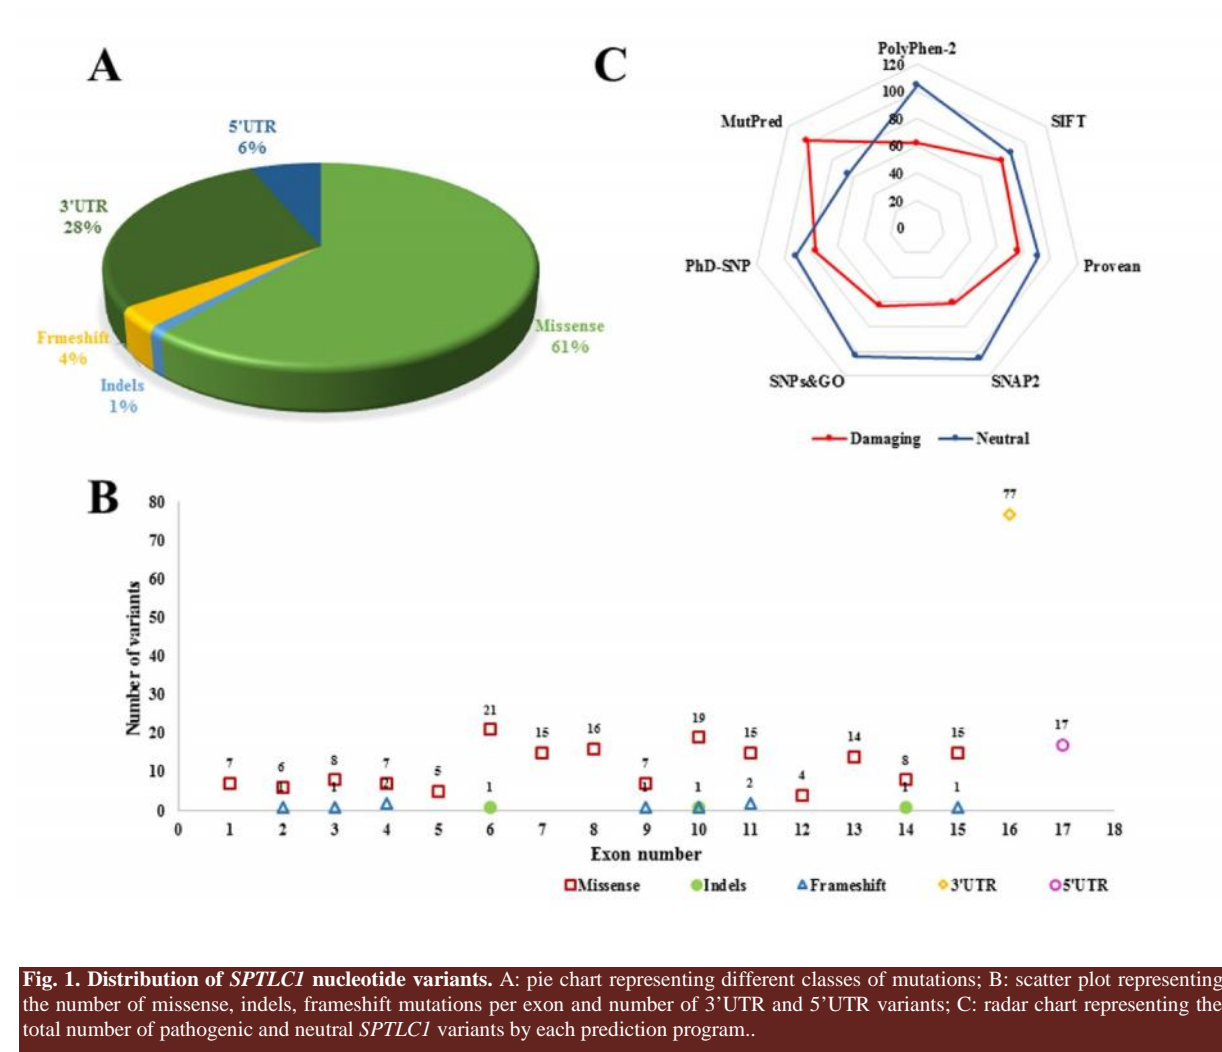 A
5'UTR
6%
3'UTR
28%
Frmeshift
4%
Indels
1%
Missense
61%
C
PolyPhen-2
120
100
80
60
40
20
0
MutPred
SIFT
PhD-SNP
Provean
SNPs&GO
SNAP2
Damaging
Neutral
B
Number of variants
80
70
60
50
40
30
20
10
0
77
21
15
16
19
15
14
15
17
7
6
8
7
5
7
4
8
1
1
2
1
1
1
2
1
1
0 1 2 3 4 5 6 7 8 9 10 11 12 13 14 15 16 17 18
Exon number
Missense Indels Frameshift 3'UTR 5'UTR
Fig. 1. Distribution of SPTLC1 nucleotide variants. A: pie chart representing different classes of mutations; B: scatter plot representing
the number of missense, indels, frameshift mutations per exon and number of 3’UTR and 5’UTR variants; C: radar chart representing the
total number of pathogenic and neutral SPTLC1 variants by each prediction program..